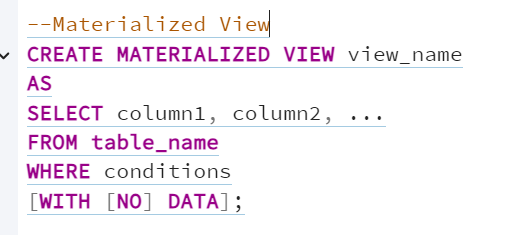 --Materialized View
CREATE MATERIALIZED VIEW view_name
AS
SELECT column1, column2, ...
FROM table_name
WHERE conditions
[WITH [NO] DATA];